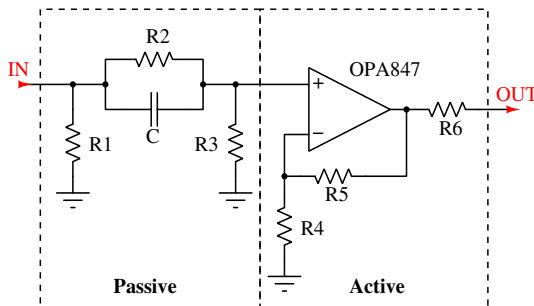 R2
OPA847
IN
+
OUT
C
R6
R1
R3
−
R5
R4
Passive
Active